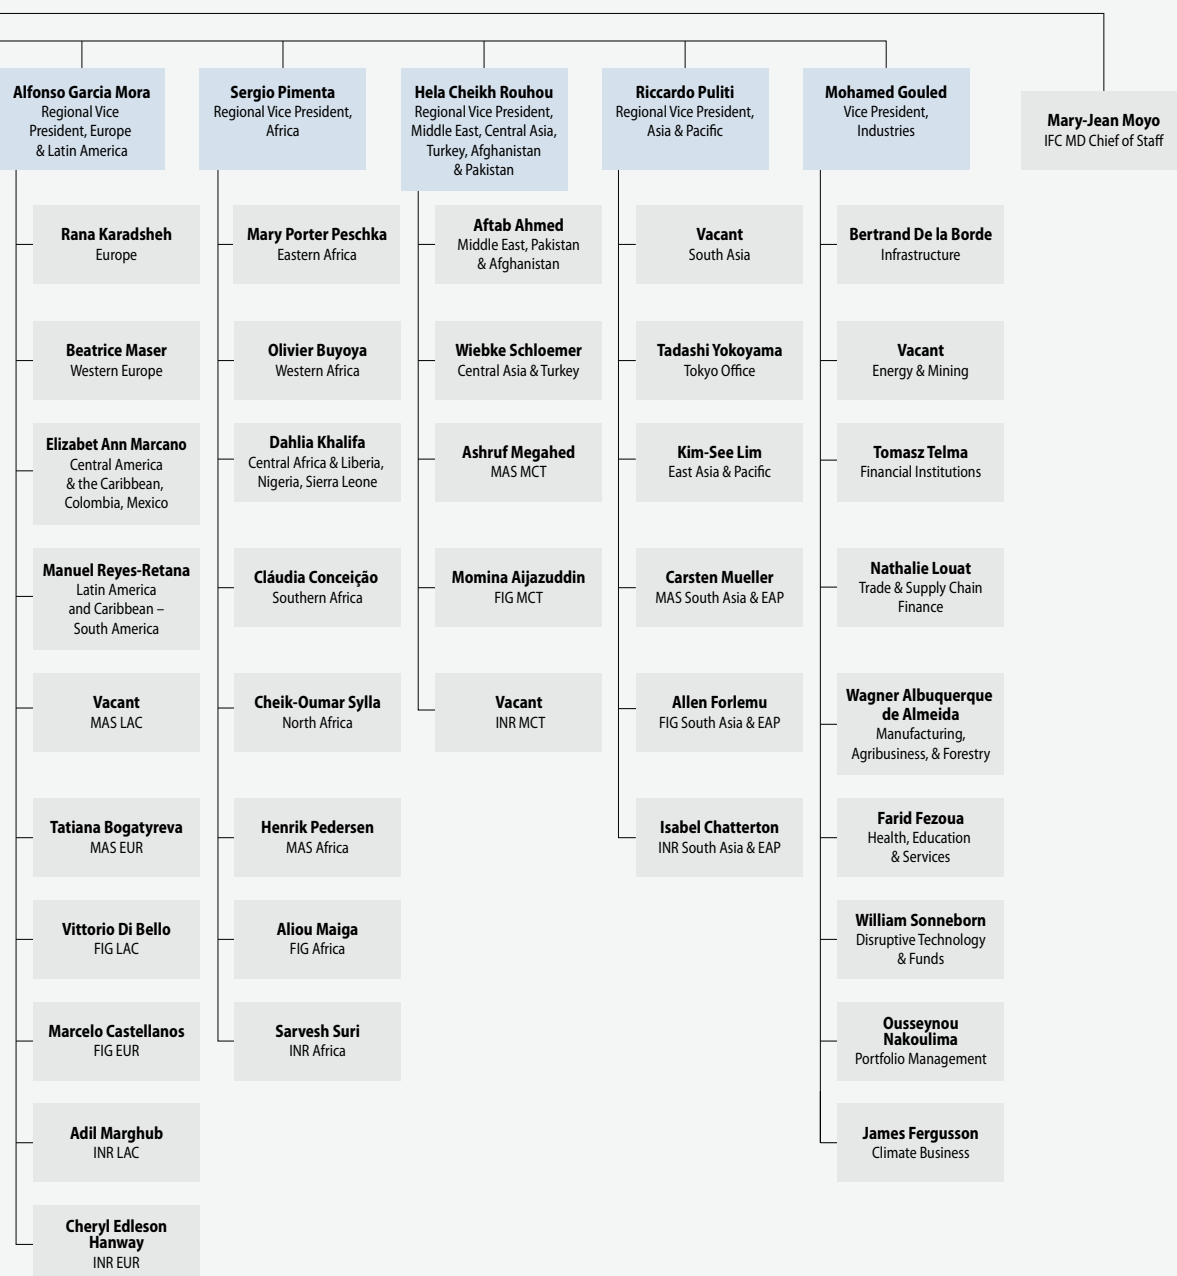 Alfonso Garcia Mora
Regional Vice
President, Europe
& Latin America
Rana Karadsheh
Europe
Beatrice Maser
Western Europe
Elizabet Ann Marcano
Central America
& the Caribbean,
Colombia, Mexico
Manuel Reyes-Retana
Latin America
and Caribbean –
South America
Vacant
MAS LAC
Tatiana Bogatyreva
MAS EUR
Vittorio Di Bello
FIG LAC
Marcelo Castellanos
FIG EUR
Adil Marghub
INR LAC
Cheryl Edleson
Hanway
INR EUR
Sergio Pimenta
Regional Vice President,
Africa
Mary Porter Peschka
Eastern Africa
Olivier Buyoya
Western Africa
Dahlia Khalifa
Central Africa & Liberia,
Nigeria, Sierra Leone
Cláudia Conceição
Southern Africa
Cheik-Oumar Sylla
North Africa
Henrik Pedersen
MAS Africa
Aliou Maiga
FIG Africa
Sarvesh Suri
INR Africa
Hela Cheikh Rouhou
Regional Vice President,
Middle East, Central Asia,
Turkey, Afghanistan
& Pakistan
Aftab Ahmed
Middle East, Pakistan
& Afghanistan
Wiebke Schloemer
Central Asia & Turkey
Ashruf Megahed
MAS MCT
Momina Aijazuddin
FIG MCT
Vacant
INR MCT
Riccardo Puliti
Regional Vice President,
Asia & Pacific
Vacant
South Asia
Tadashi Yokoyama
Tokyo Office
Kim-See Lim
East Asia & Pacific
Carsten Mueller
MAS South Asia & EAP
Allen Forlemu
FIG South Asia & EAP
Isabel Chatterton
INR South Asia & EAP
Mohamed Gouled
Vice President,
Industries
Bertrand De la Borde
Infrastructure
Vacant
Energy & Mining
Tomasz Telma
Financial Institutions
Nathalie Louat
Trade & Supply Chain
Finance
Wagner Albuquerque
de Almeida
Manufacturing,
Agribusiness, & Forestry
Farid Fezoua
Health, Education
& Services
William Sonneborn
Disruptive Technology
& Funds
Ousseynou
Nakoulima
Portfolio Management
James Fergusson
Climate Business
Mary-Jean Moyo
IFC MD Chief of Staff